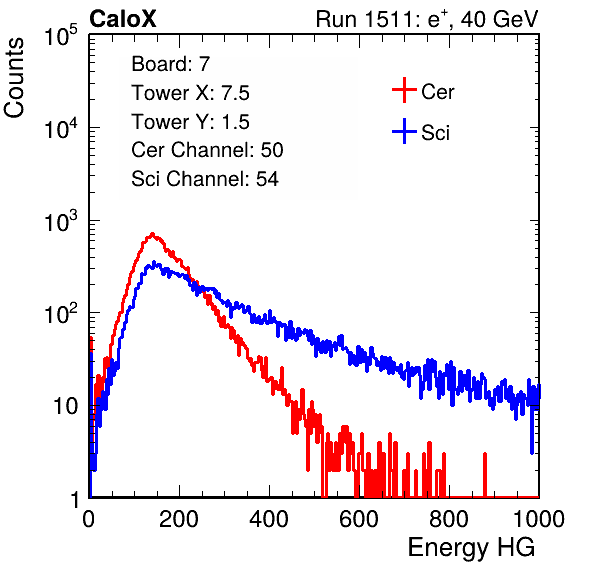 CaloX
Run 1511: e⁺, 40 GeV
Counts
10⁵
10⁴
10³
10²
10
1
Board: 7
Tower X: 7.5
Tower Y: 1.5
Cer Channel: 50
Sci Channel: 54
Cer
Sci
0 200 400 600 800 1000
Energy HG